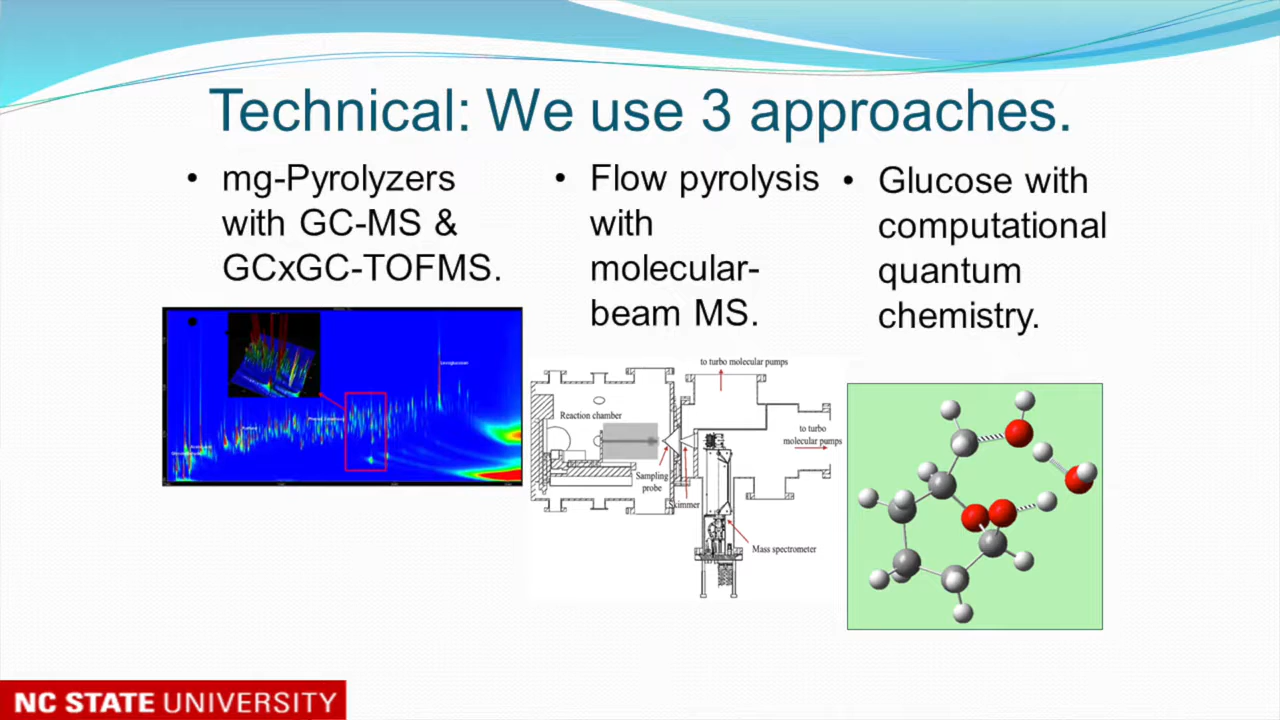 Technical: We use 3 approaches.
• mg-Pyrolyzers
with GC-MS &
GCxGC-TOFMS.
• Flow pyrolysis
with
molecular-
beam MS.
• Glucose with
computational
quantum
chemistry.
to turbo molecular pumps
Reaction chamber
to turbo
molecular pumps
Sampling
probe
Skimmer
Mass spectrometer
NC STATE UNIVERSITY